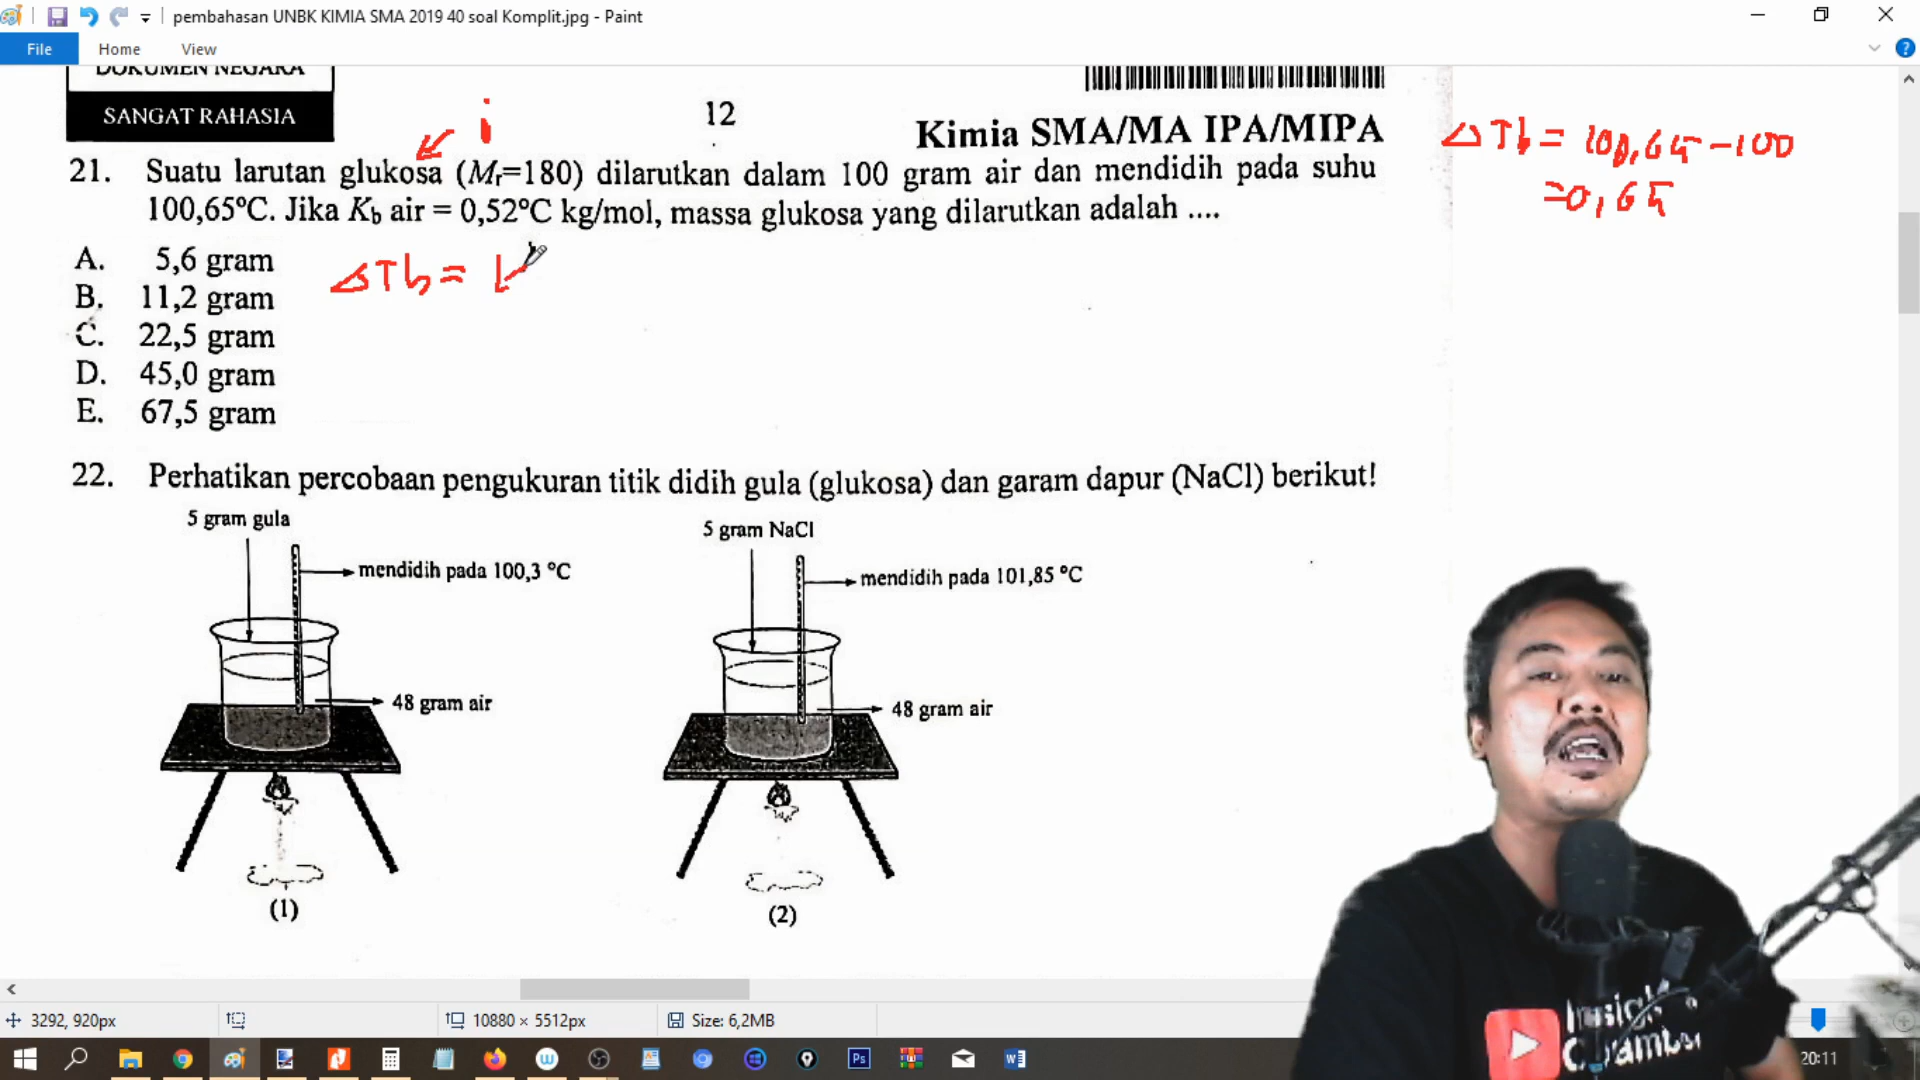 pembahasan UNBK KIMIA SMA 2019 40 soal Komplit.jpg - Paint
File Home View
DOKUMEN NEGARA
SANGAT RAHASIA
12
Kimia SMA/MA IPA/MIPA
i
ΔTb = 100,65 - 100
= 0,65
21. Suatu larutan glukosa (Mr=180) dilarutkan dalam 100 gram air dan mendidih pada suhu
100,65°C. Jika Kb air = 0,52°C kg/mol, massa glukosa yang dilarutkan adalah ....
A. 5,6 gram
B. 11,2 gram
C. 22,5 gram
D. 45,0 gram
E. 67,5 gram
ΔTb =
22. Perhatikan percobaan pengukuran titik didih gula (glukosa) dan garam dapur (NaCl) berikut!
5 gram gula
mendidih pada 100,3 °C
48 gram air
(1)
5 gram NaCl
mendidih pada 101,85 °C
48 gram air
(2)
3292, 920px
10880 × 5512px
Size: 6,2MB
Ps
20:11